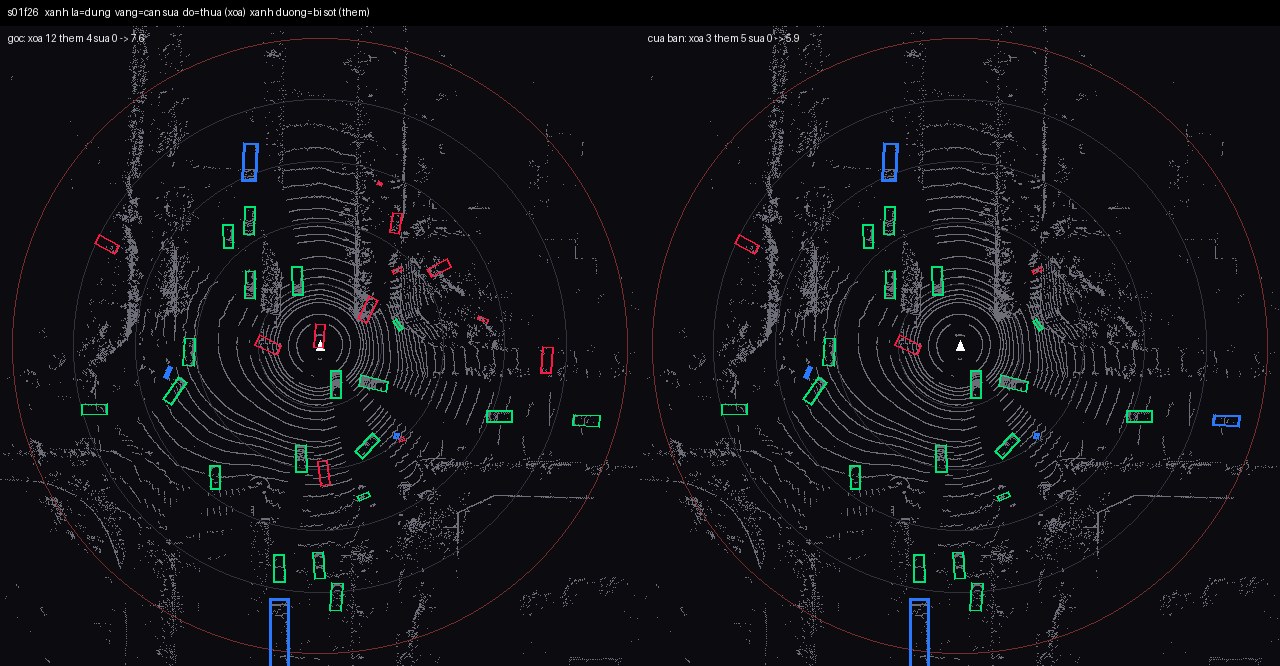 s01f26 xanh la=dung vang=can sua do=thua (xoa) xanh duong=bi sot (them)
goc: xoa 12 them 4 sua 0 -> 7.6
cua ban: xoa 3 them 5 sua 0 -> 5.9